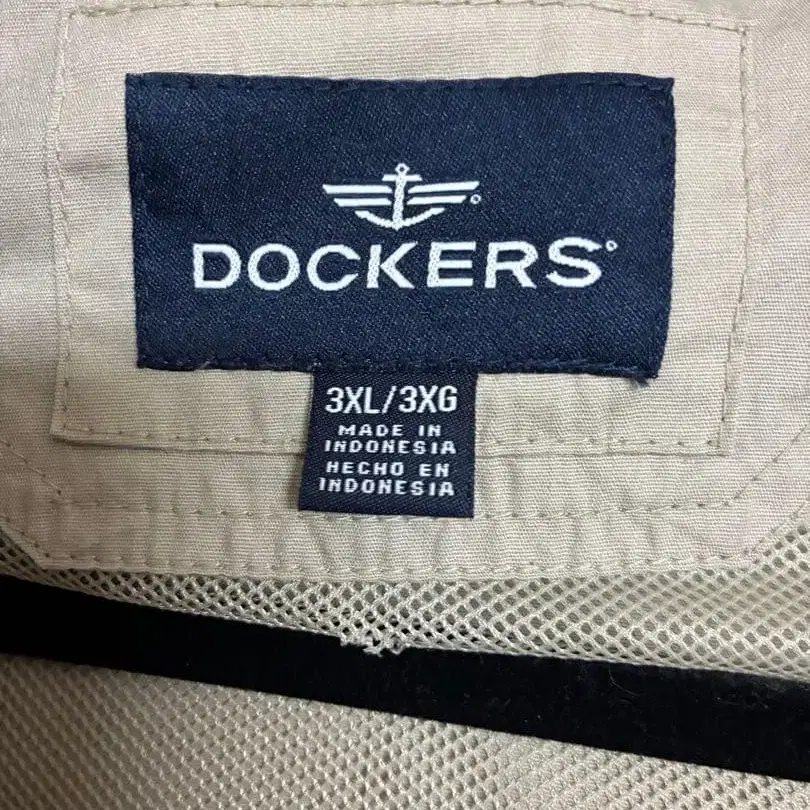 DOCKERS
3XL/3XG
MADE IN
INDONESIA
HECHO EN
INDONESIA